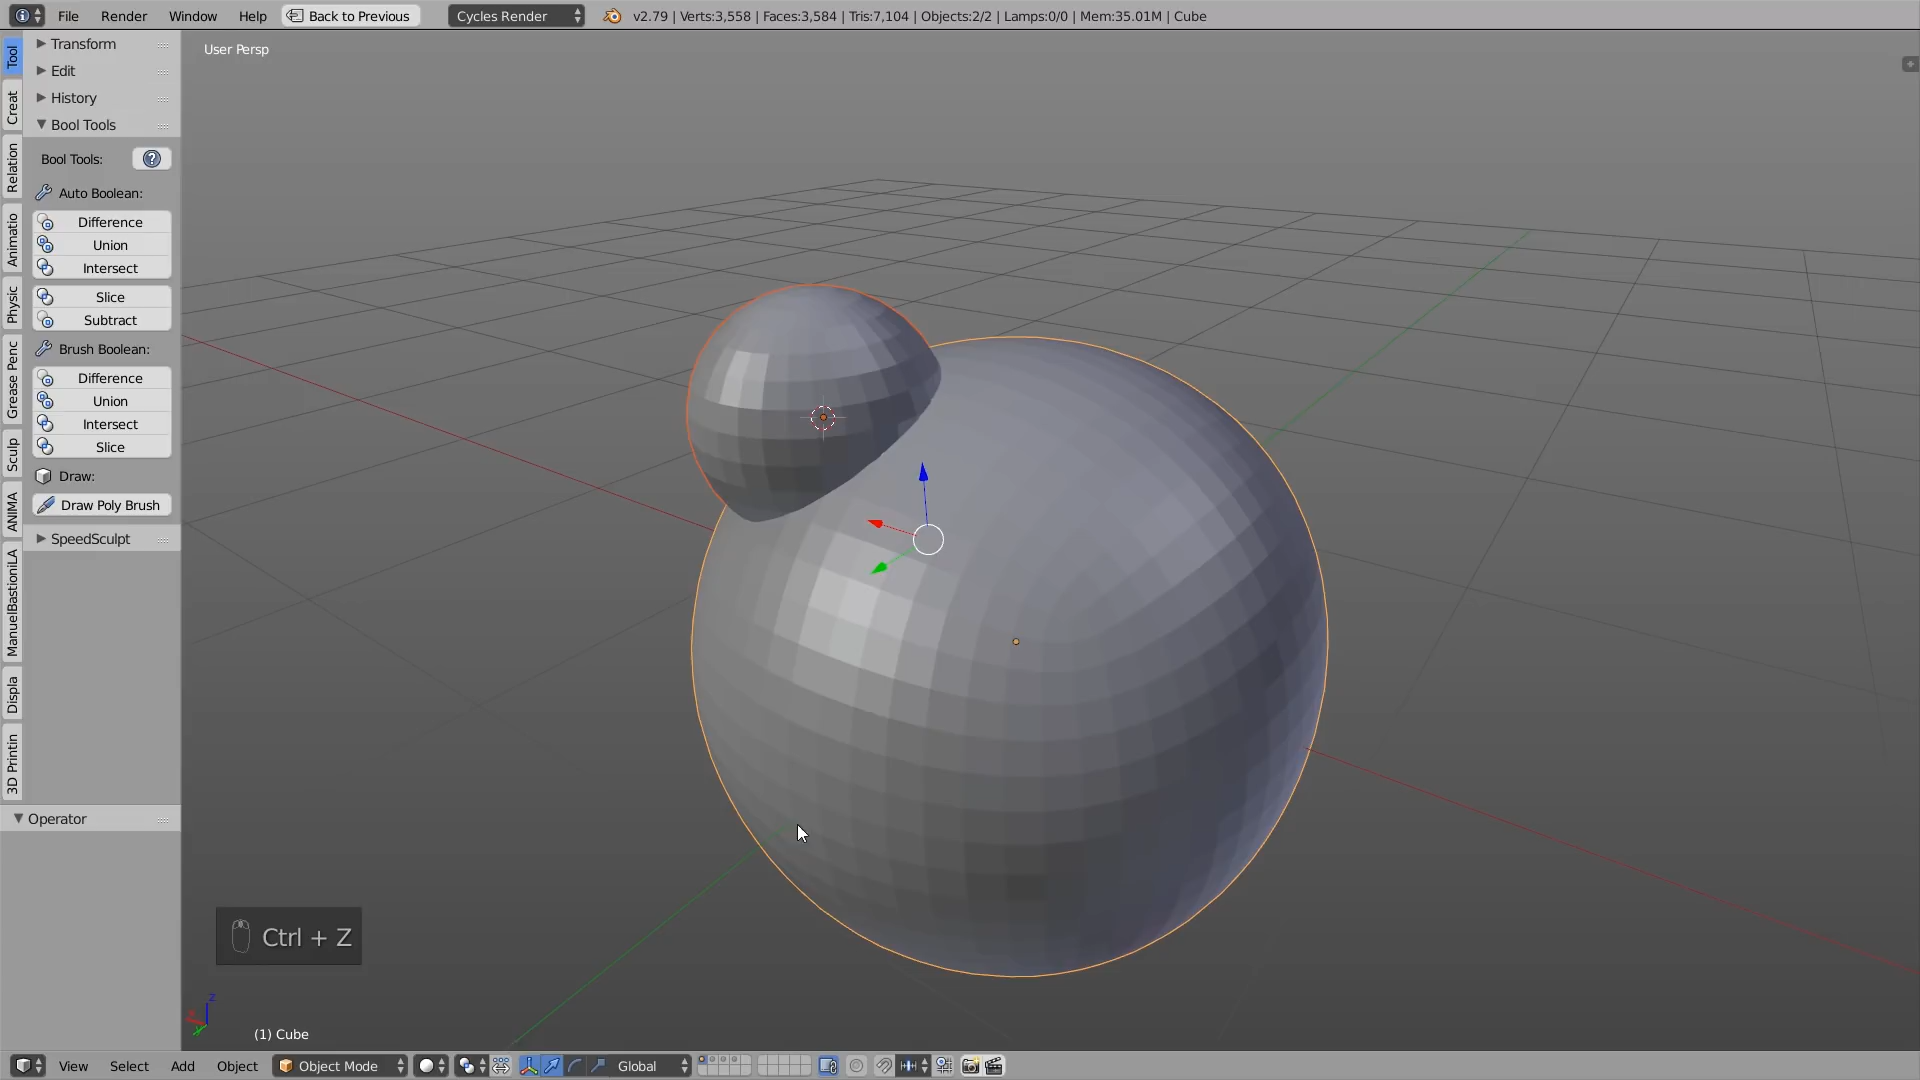 File Render Window Help Back to Previous Cycles Render v2.79 | Verts:3,558 | Faces:3,584 | Tris:7,104 | Objects:2/2 | Lamps:0/0 | Mem:35.01M | Cube
User Persp
Tool
Creat
Relation
Animatio
Physic
Grease Penc
Sculp
ANIMA
ManuelBastioniLA
Displa
3D Printin
Transform
Edit
History
Bool Tools
Bool Tools:
Auto Boolean:
Difference
Union
Intersect
Slice
Subtract
Brush Boolean:
Difference
Union
Intersect
Slice
Draw:
Draw Poly Brush
SpeedSculpt
Operator
Ctrl + Z
z
(1) Cube
View Select Add Object Object Mode Global